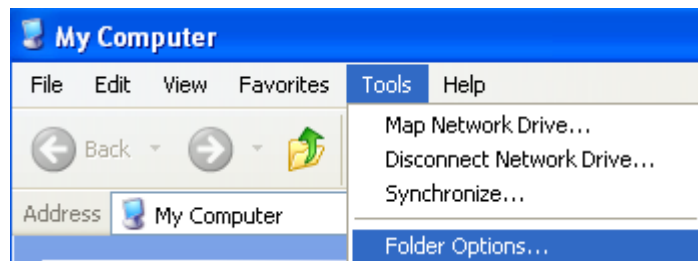 My Computer
File Edit View Favorites Tools Help
Map Network Drive...
Back
Disconnect Network Drive...
Synchronize...
Address My Computer
Folder Options...